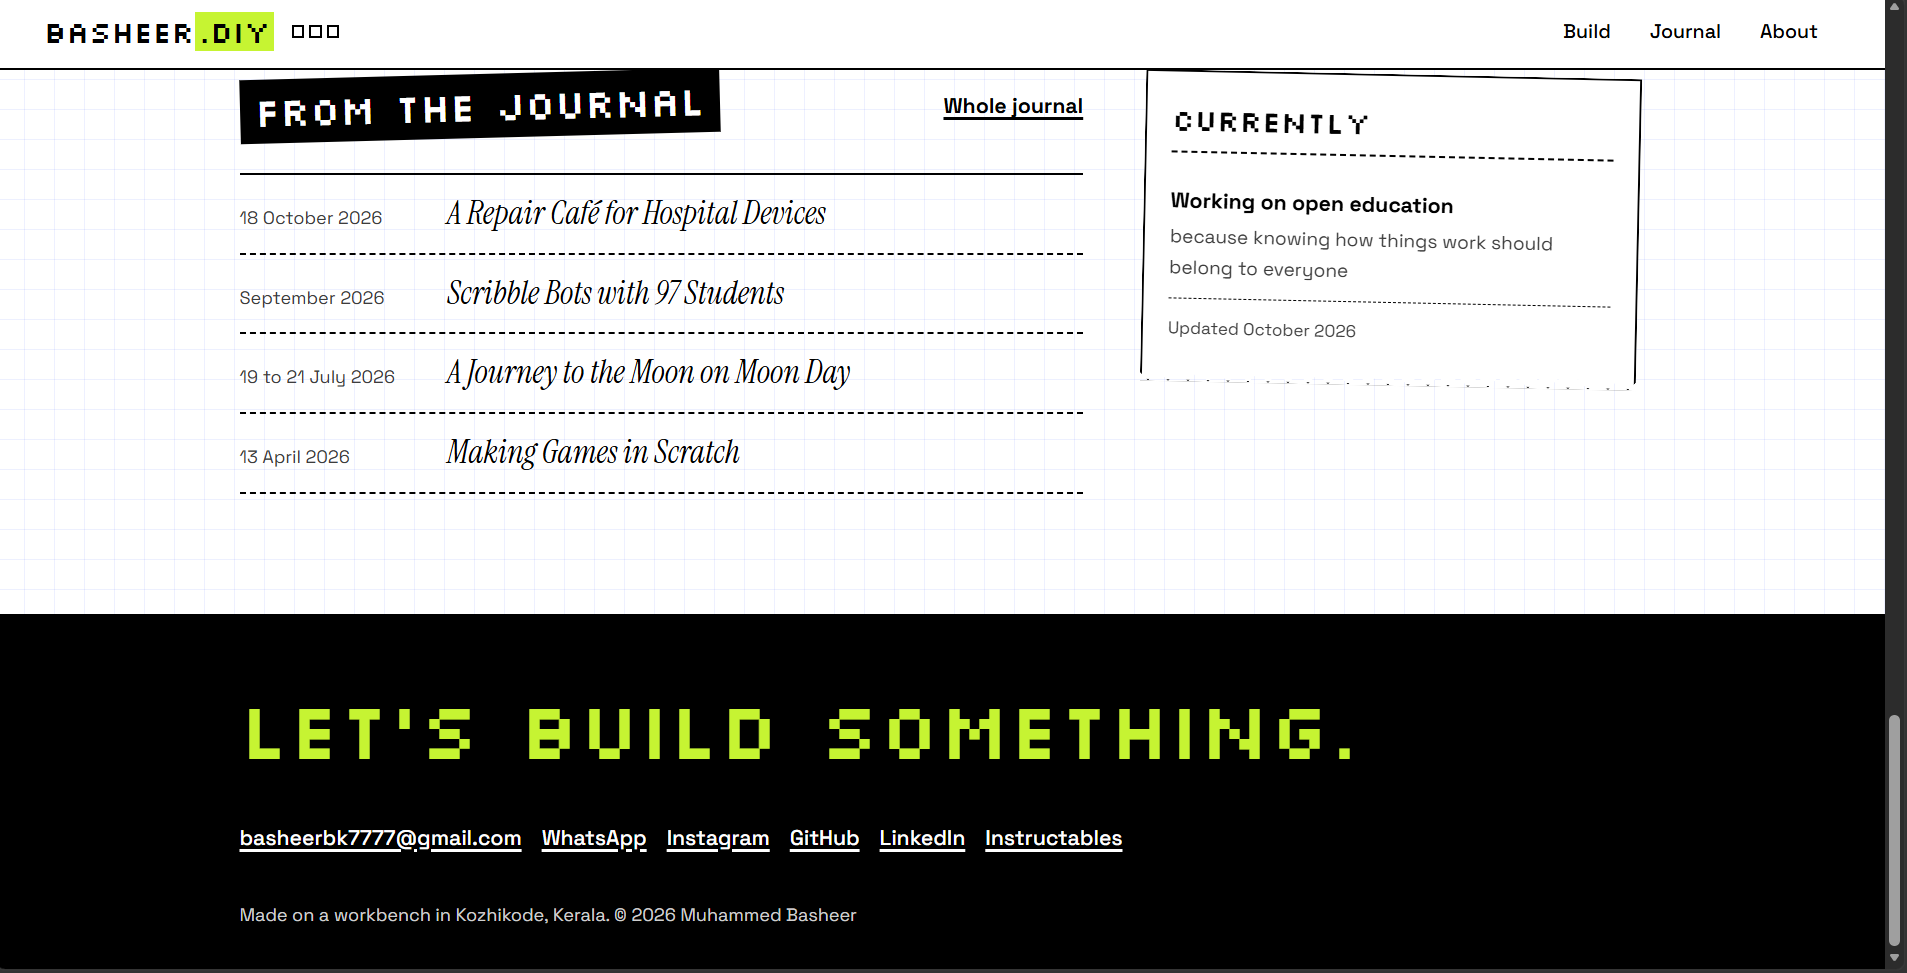 BASHEER.DIY
Build Journal About
FROM THE JOURNAL
Whole journal
18 October 2026 A Repair Café for Hospital Devices
September 2026 Scribble Bots with 97 Students
19 to 21 July 2026 A Journey to the Moon on Moon Day
13 April 2026 Making Games in Scratch
CURRENTLY
Working on open education
because knowing how things work should
belong to everyone
Updated October 2026
LET'S BUILD SOMETHING.
basheerbk7777@gmail.com WhatsApp Instagram GitHub LinkedIn Instructables
Made on a workbench in Kozhikode, Kerala. © 2026 Muhammed Basheer